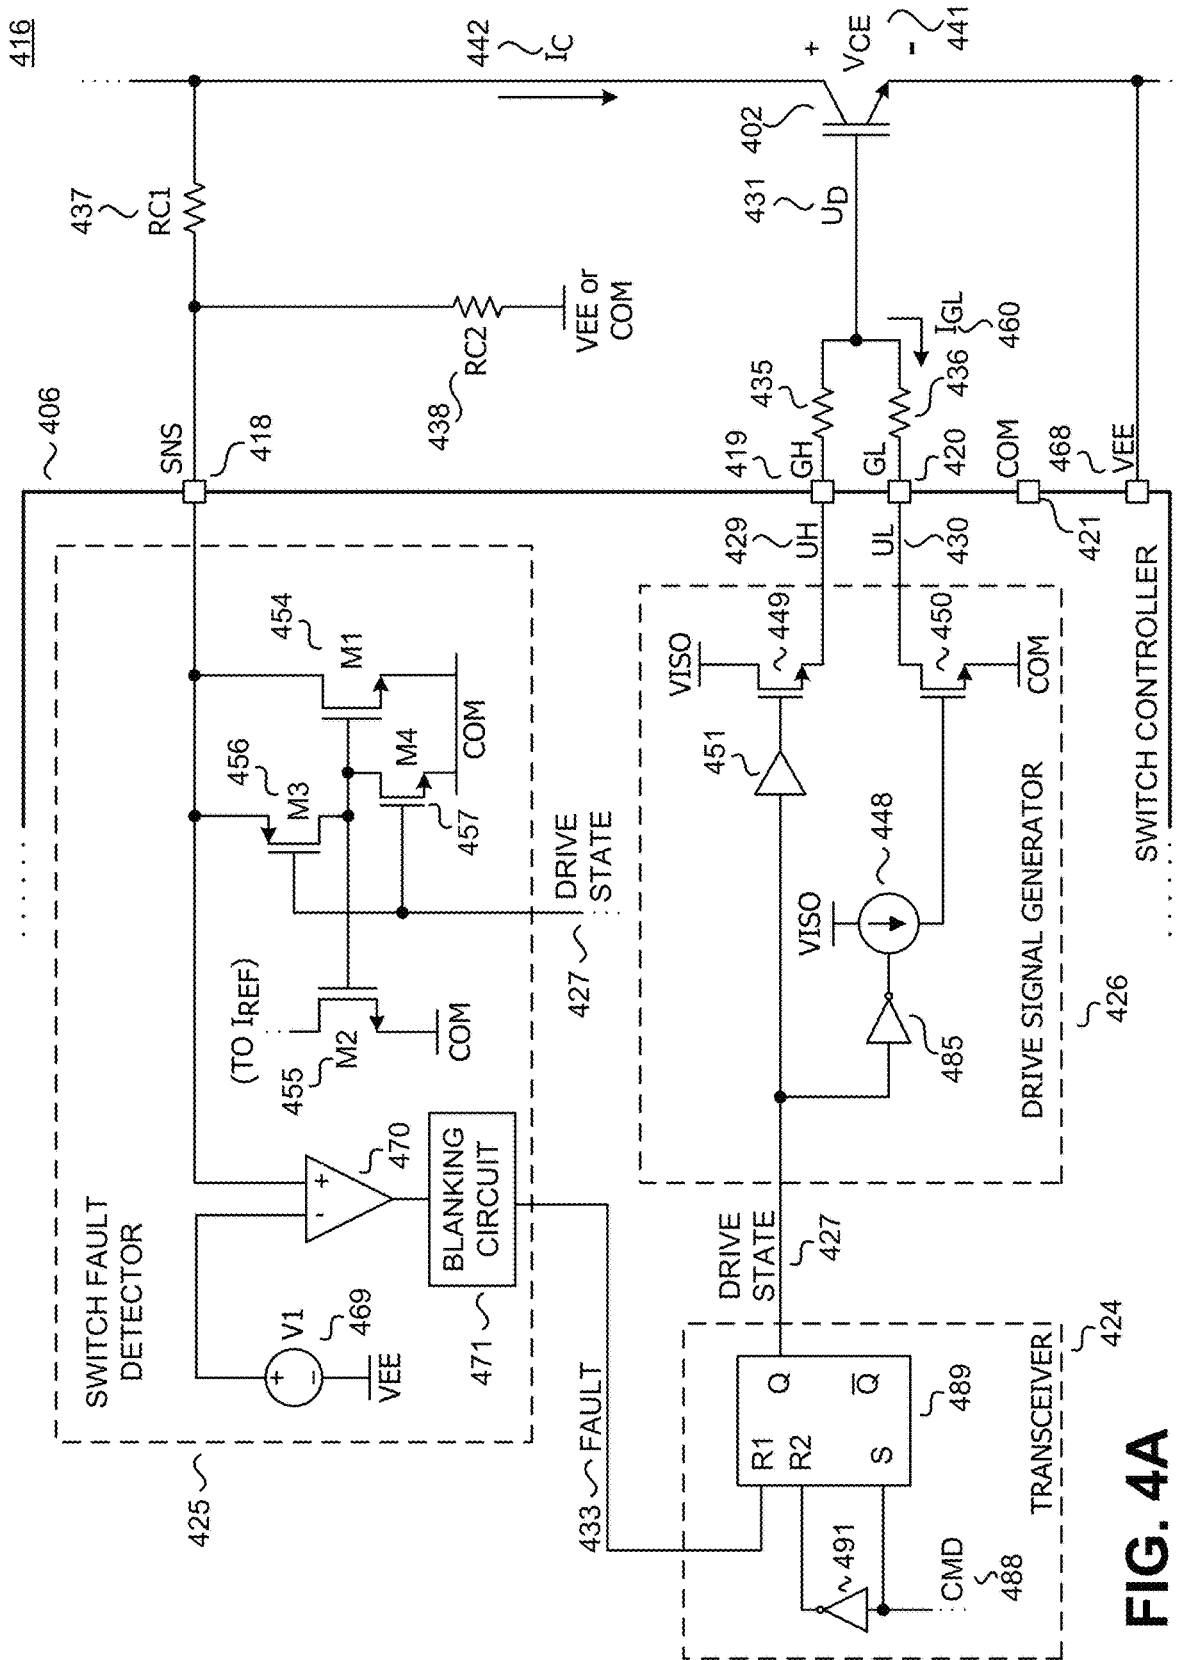 416
442
IC
+
VCE
-
441
402
437
RC1
431
UD
VEE or
COM
RC2
438
IGL
460
435
436
406
SNS
418
419
GH
GL
420
COM
468
VEE
421
429
UH
UL
430
SWITCH CONTROLLER
454
M1
456
M3
M4
COM
457
VISO
449
450
COM
451
448
VISO
485
DRIVE
STATE
427
DRIVE SIGNAL GENERATOR
426
(TO IREF)
455
M2
COM
470
+
-
BLANKING
CIRCUIT
471
SWITCH FAULT
DETECTOR
V1
469
+
-
VEE
425
DRIVE
STATE
427
433
FAULT
TRANSCEIVER
424
Q
Q
R1
R2
S
489
491
CMD
488
FIG. 4A